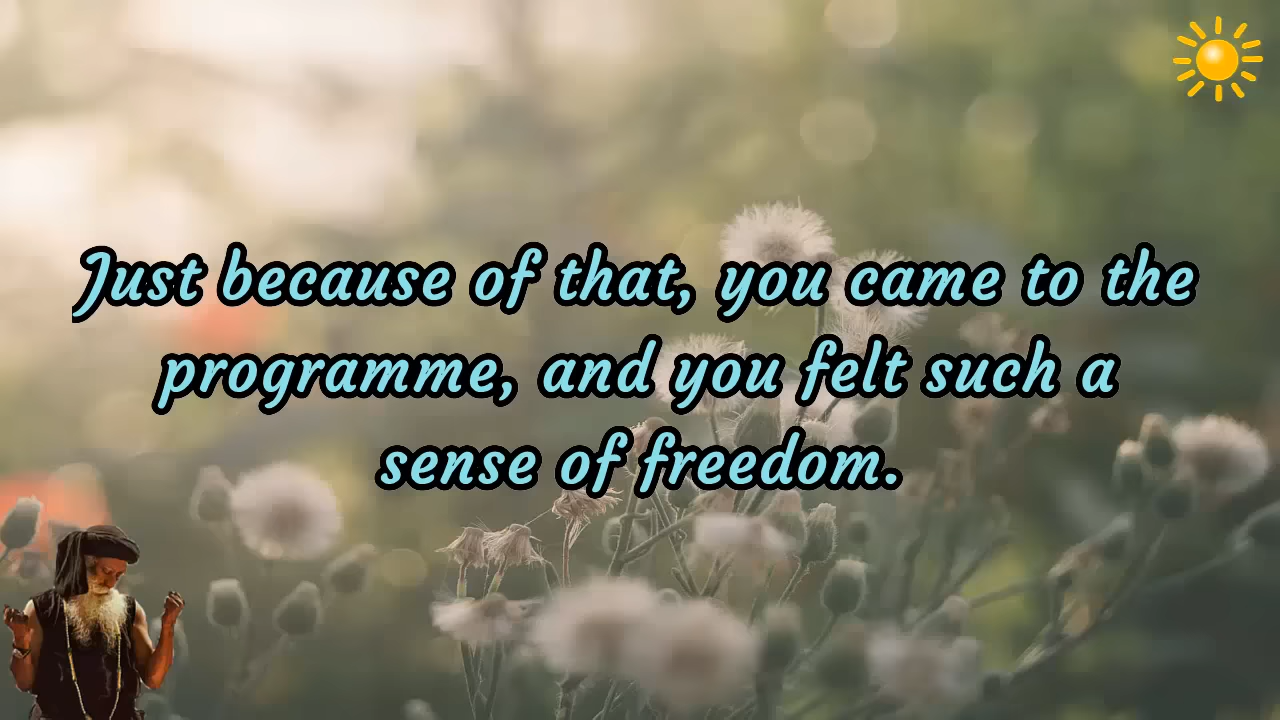 Just because of that, you came to the
programme, and you felt such a
sense of freedom.